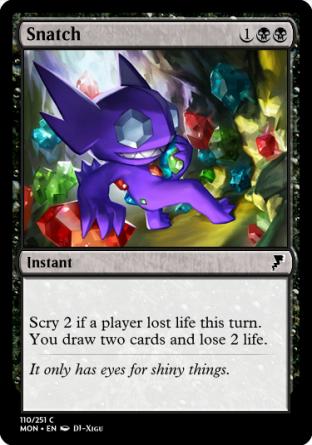 Snatch 1
Instant
Scry 2 if a player lost life this turn.
You draw two cards and lose 2 life.
It only has eyes for shiny things.
110/251 C
MON • EN DJ-XIGU